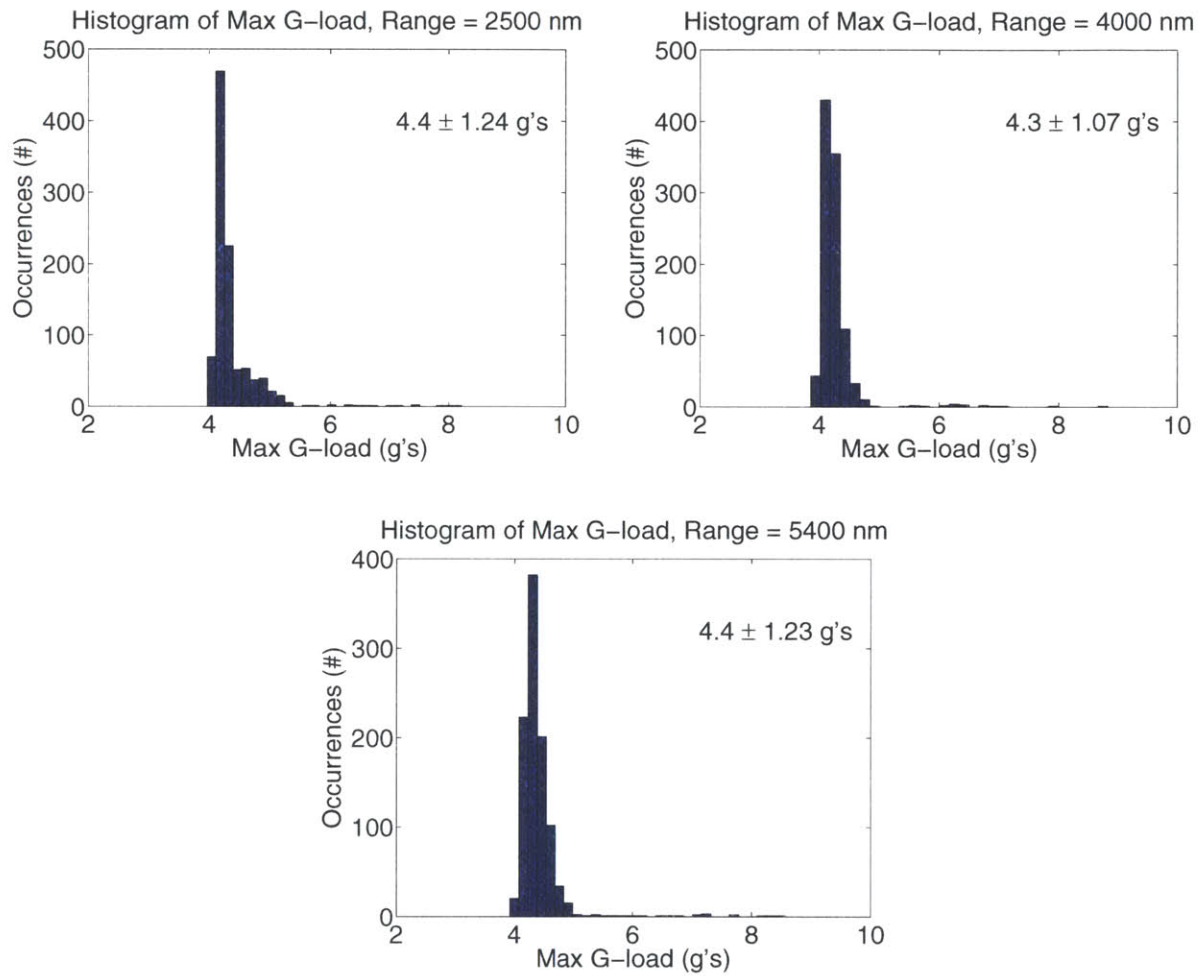 Histogram of Max G−load, Range = 2500 nm
500
400
300
200
100
0
Occurrences (#)
4.4 ± 1.24 g's
2 4 6 8 10
Max G−load (g's)
Histogram of Max G−load, Range = 4000 nm
500
400
300
200
100
0
Occurrences (#)
4.3 ± 1.07 g's
2 4 6 8 10
Max G−load (g's)
Histogram of Max G−load, Range = 5400 nm
400
300
200
100
0
Occurrences (#)
4.4 ± 1.23 g's
2 4 6 8 10
Max G−load (g's)